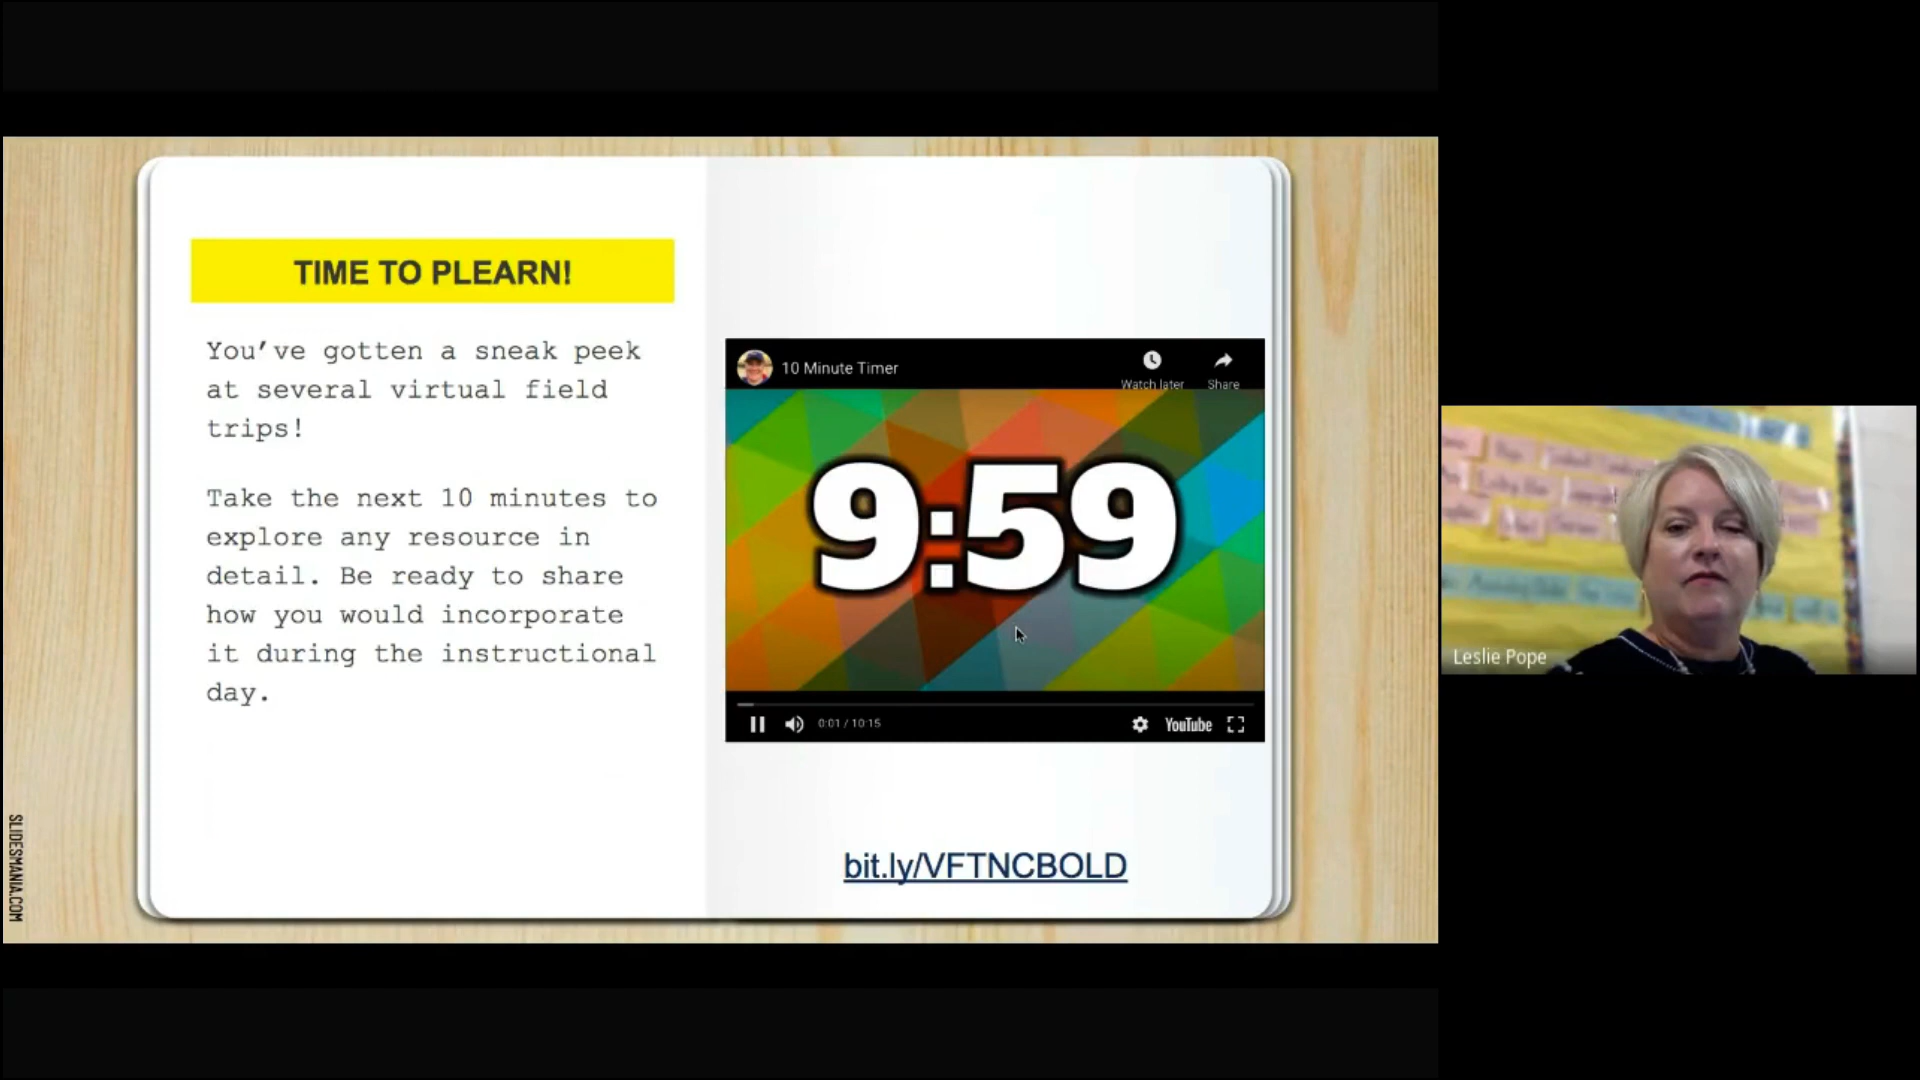 TIME TO PLEARN!
You've gotten a sneak peek
at several virtual field
trips!
Take the next 10 minutes to
explore any resource in
detail. Be ready to share
how you would incorporate
it during the instructional
day.
10 Minute Timer
Watch later
Share
9:59
0:01 / 10:15
YouTube
bit.ly/VFTNCBOLD
SLIDESMANIA.COM
Leslie Pope